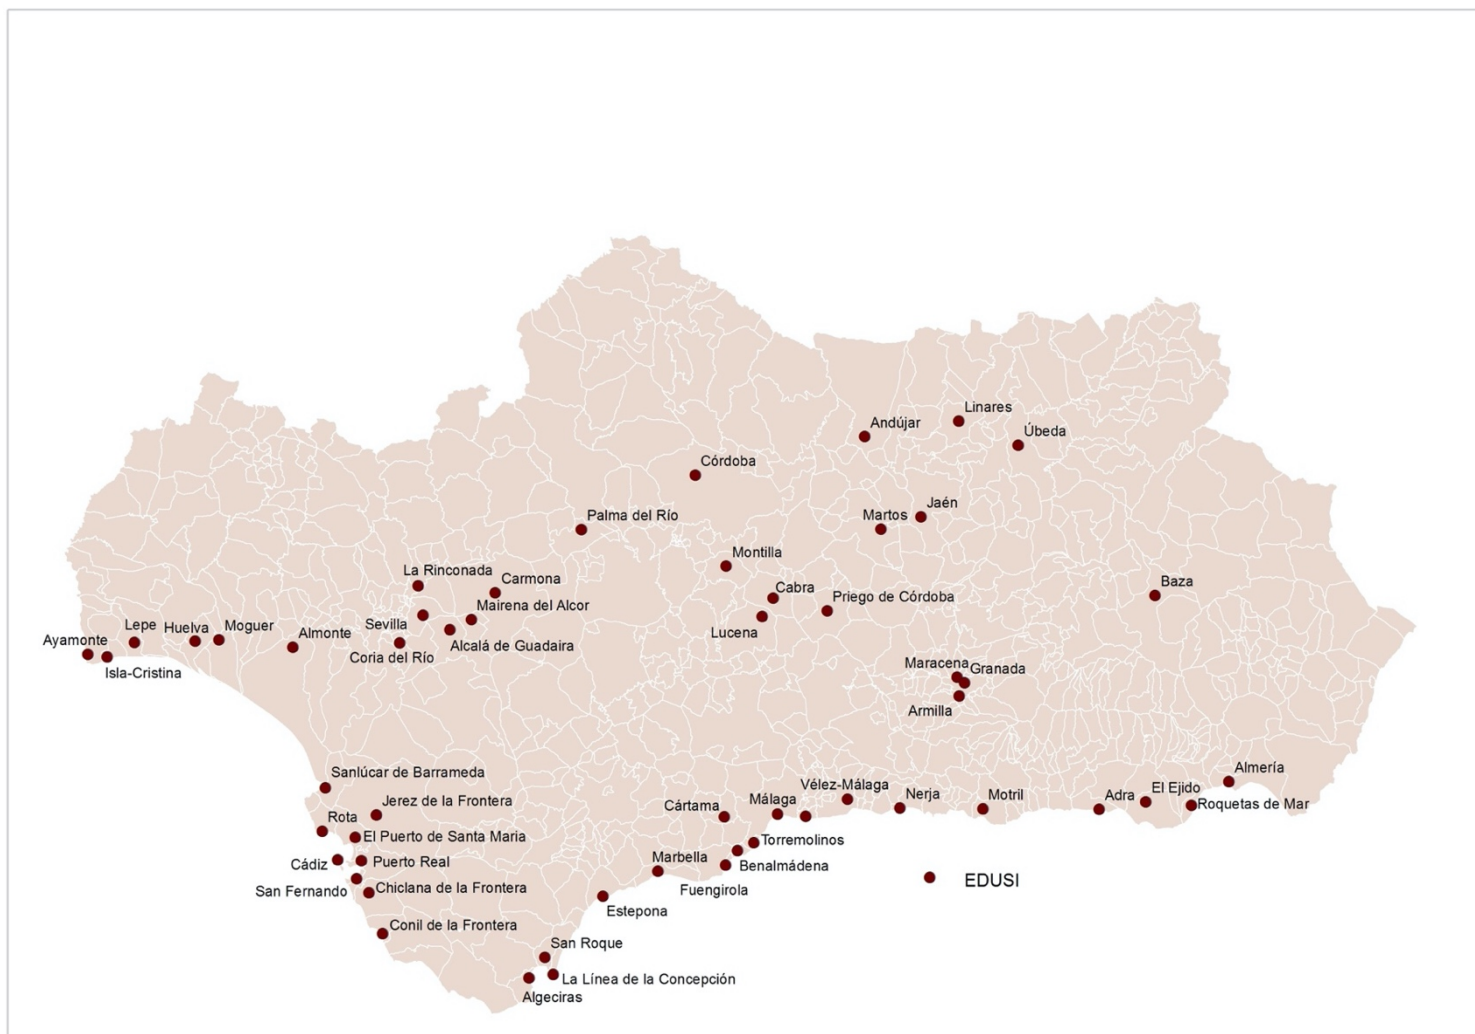 Linares
Andújar
Úbeda
Córdoba
Palma del Río
Martos
Jaén
Montilla
La Rinconada
Carmona
Cabra
Baza
Priego de Córdoba
Mairena del Alcor
Sevilla
Lucena
Lepe
Huelva
Moguer
Almonte
Ayamonte
Alcalá de Guadaira
Coria del Río
Isla-Cristina
Maracena
Granada
Armilla
Sanlúcar de Barrameda
Almería
Vélez-Málaga
El Ejido
Jerez de la Frontera
Cártama
Málaga
Nerja
Motril
Adra
Roquetas de Mar
Rota
El Puerto de Santa Maria
Torremolinos
Cádiz
Puerto Real
Marbella
Benalmádena
EDUSI
San Fernando
Chiclana de la Frontera
Fuengirola
Estepona
Conil de la Frontera
San Roque
La Línea de la Concepción
Algeciras